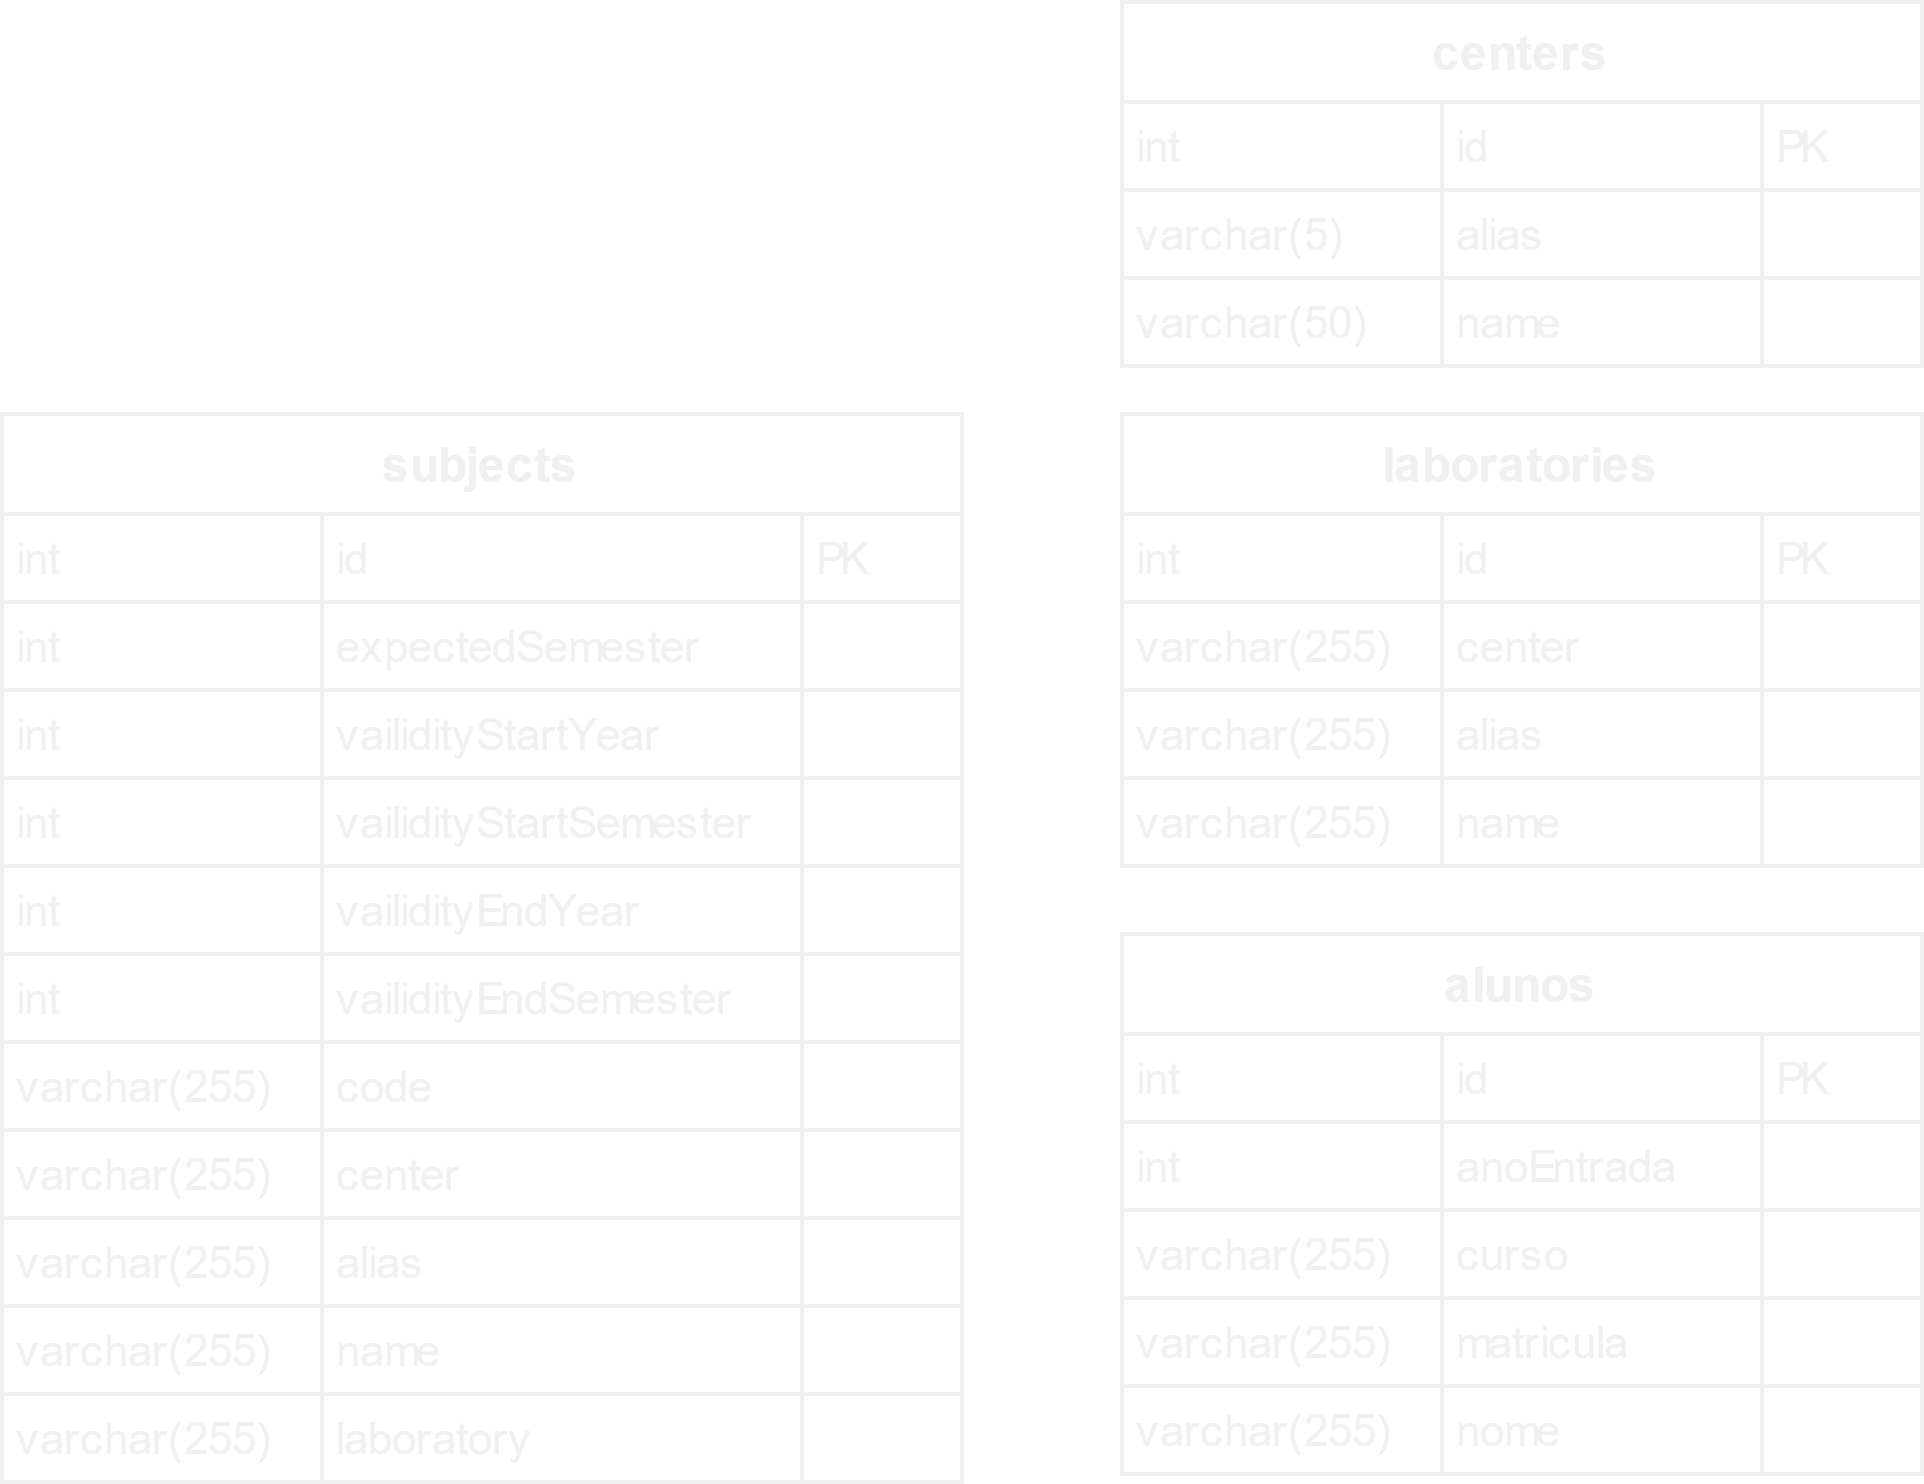 centers
int id PK
varchar(5) alias
varchar(50) name
subjects
int id PK
int expectedSemester
int vailidityStartYear
int vailidityStartSemester
int vailidityEndYear
int vailidityEndSemester
varchar(255) code
varchar(255) center
varchar(255) alias
varchar(255) name
varchar(255) laboratory
laboratories
int id PK
varchar(255) center
varchar(255) alias
varchar(255) name
alunos
int id PK
int anoEntrada
varchar(255) curso
varchar(255) matricula
varchar(255) nome